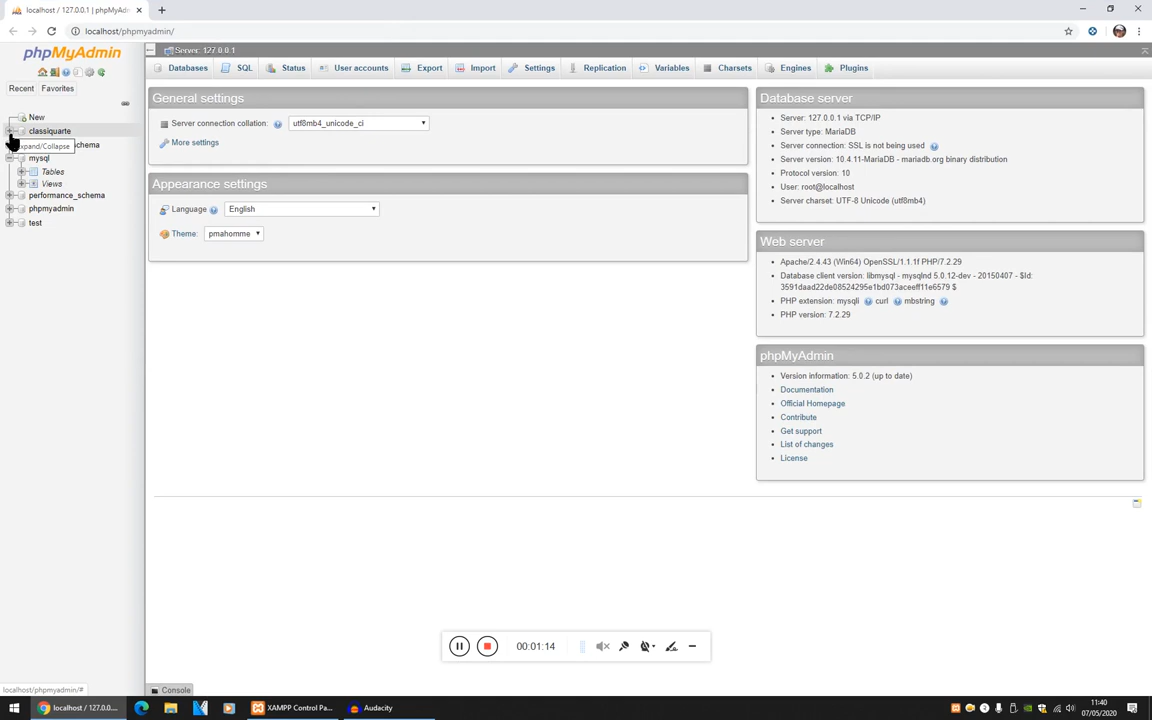 localhost / 127.0.0.1 | phpMyAdm
localhost/phpmyadmin/
phpMyAdmin
Recent
Favorites
New
classiquarte
Expand/Collapse
mysql
Tables
Views
performance_schema
phpmyadmin
test
Server: 127.0.0.1
Databases
SQL
Status
User accounts
Export
Import
Settings
Replication
Variables
Charsets
Engines
Plugins
General settings
Server connection collation:
utf8mb4_unicode_ci
More settings
Appearance settings
Language
English
Theme:
pmahomme
Database server
Server: 127.0.0.1 via TCP/IP
Server type: MariaDB
Server connection: SSL is not being used
Server version: 10.4.11-MariaDB - mariadb.org binary distribution
Protocol version: 10
User: root@localhost
Server charset: UTF-8 Unicode (utf8mb4)
Web server
Apache/2.4.43 (Win64) OpenSSL/1.1.1f PHP/7.2.29
Database client version: libmysql - mysqlnd 5.0.12-dev - 20150407 - $Id:
3591daad22de08524295e1bd073aceeff11e6579 $
PHP extension: mysqli
curl
mbstring
PHP version: 7.2.29
phpMyAdmin
Version information: 5.0.2 (up to date)
Documentation
Official Homepage
Contribute
Get support
List of changes
License
00:01:14
localhost/phpmyadmin/#
Console
localhost / 127.0.0....
XAMPP Control Pa...
Audacity
11:40
07/05/2020